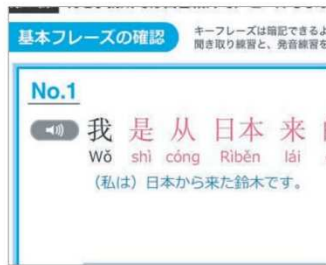 基本フレーズの確認
キーフレーズは暗記できるよ
聞き取り練習と、発音練習を
No.1
我 是 从 日本 来
Wǒ shì cóng Rìběn lái
（私は）日本から来た鈴木です。